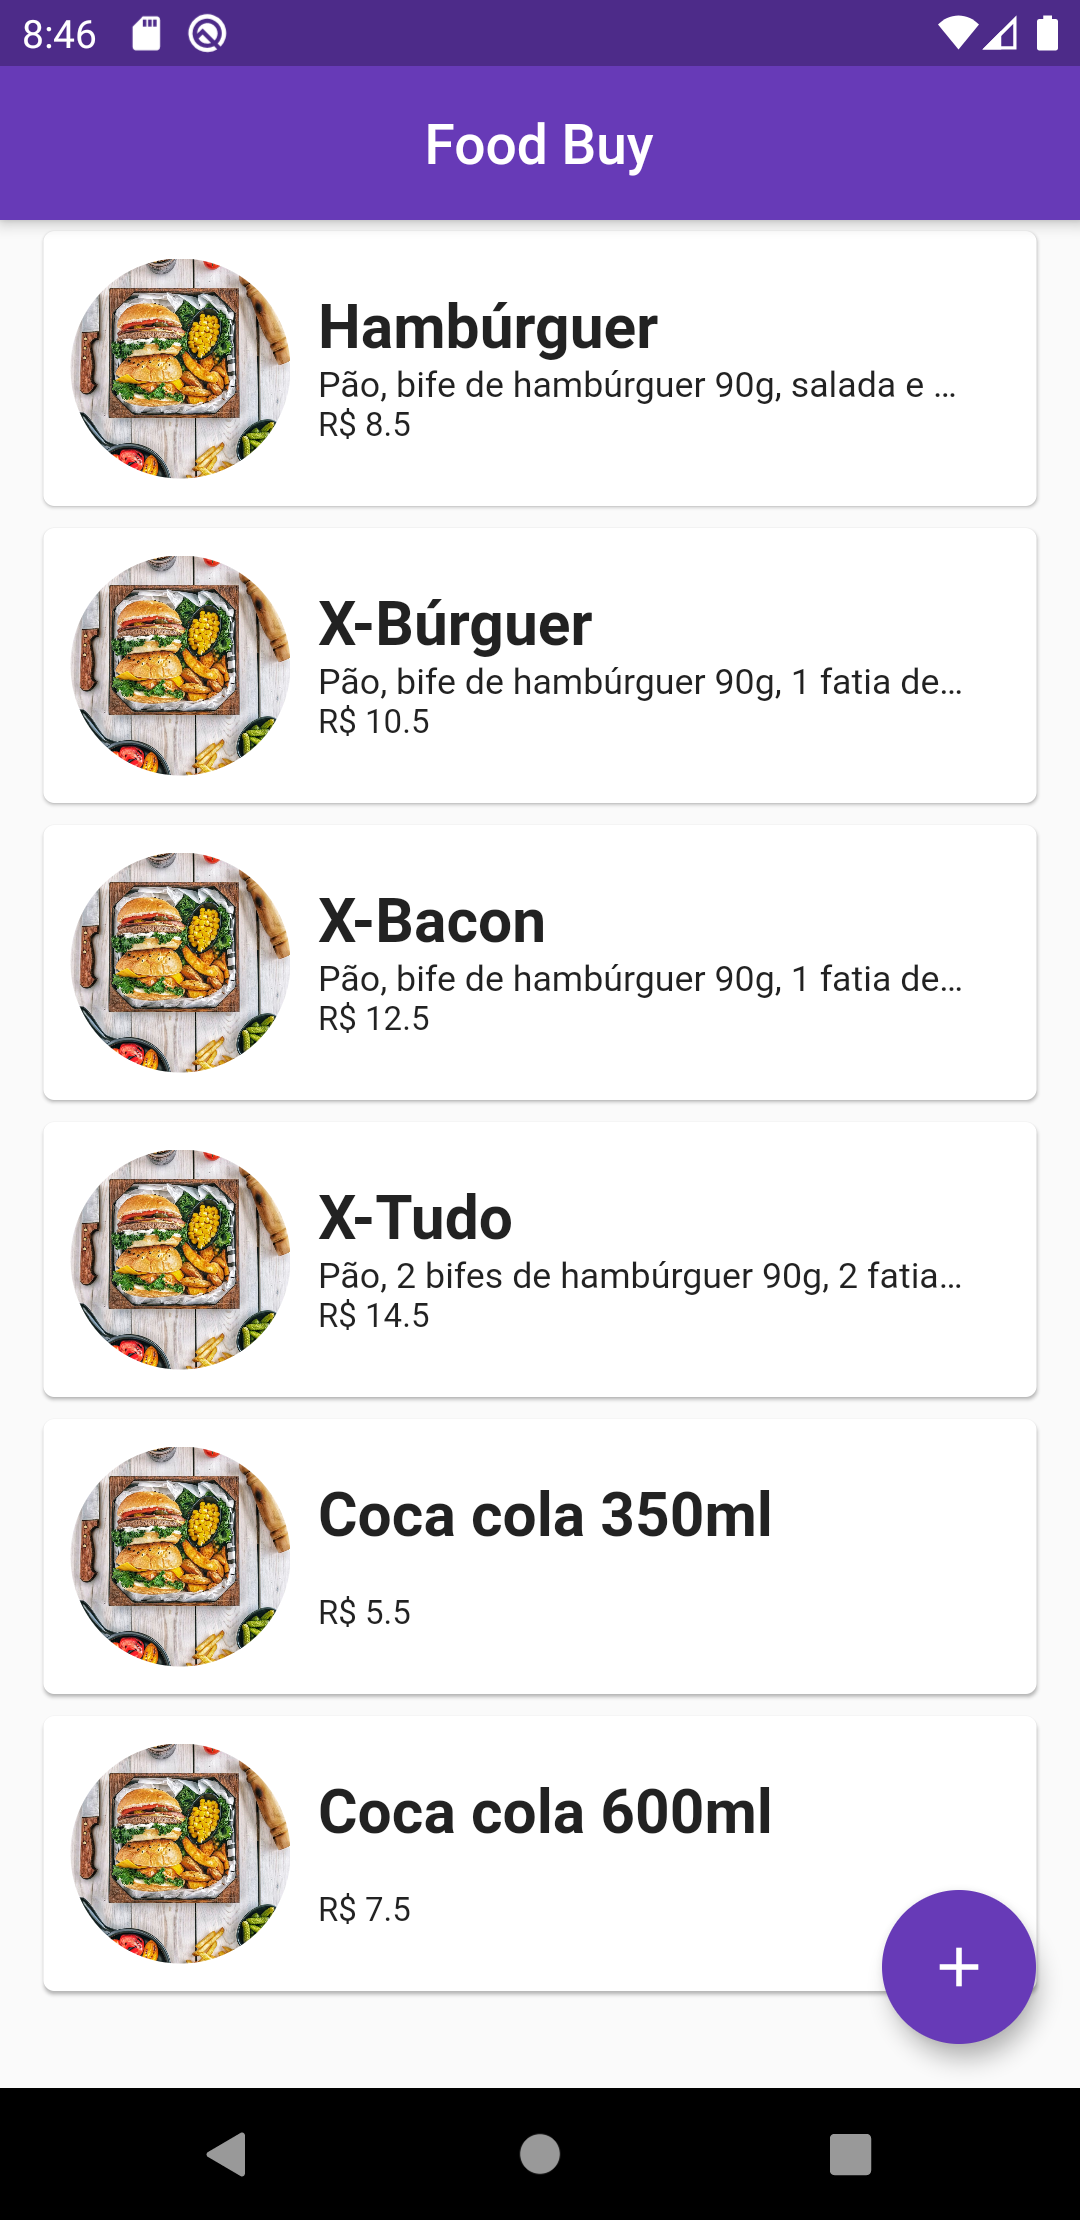 8:46
Food Buy
Hambúrguer
Pão, bife de hambúrguer 90g, salada e ...
R$ 8.5
X-Búrguer
Pão, bife de hambúrguer 90g, 1 fatia de...
R$ 10.5
X-Bacon
Pão, bife de hambúrguer 90g, 1 fatia de...
R$ 12.5
X-Tudo
Pão, 2 bifes de hambúrguer 90g, 2 fatia...
R$ 14.5
Coca cola 350ml
R$ 5.5
Coca cola 600ml
R$ 7.5